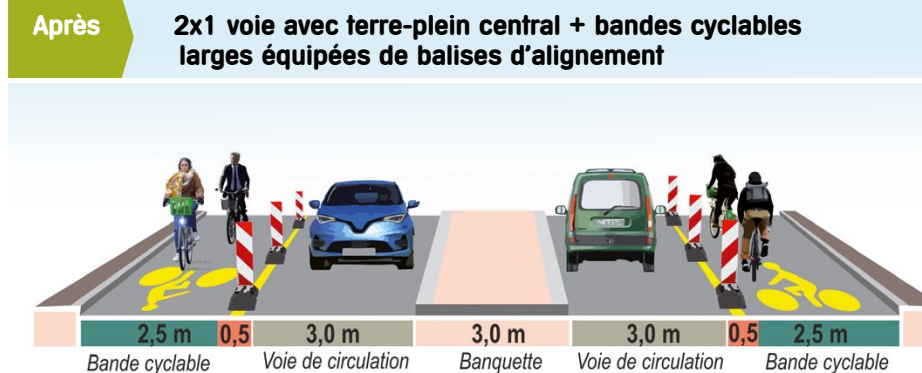 Après
2x1 voie avec terre-plein central + bandes cyclables
larges équipées de balises d'alignement
2,5 m 0,5 3,0 m 3,0 m 3,0 m 0,5 2,5 m
Bande cyclable Voie de circulation Banquette Voie de circulation Bande cyclable